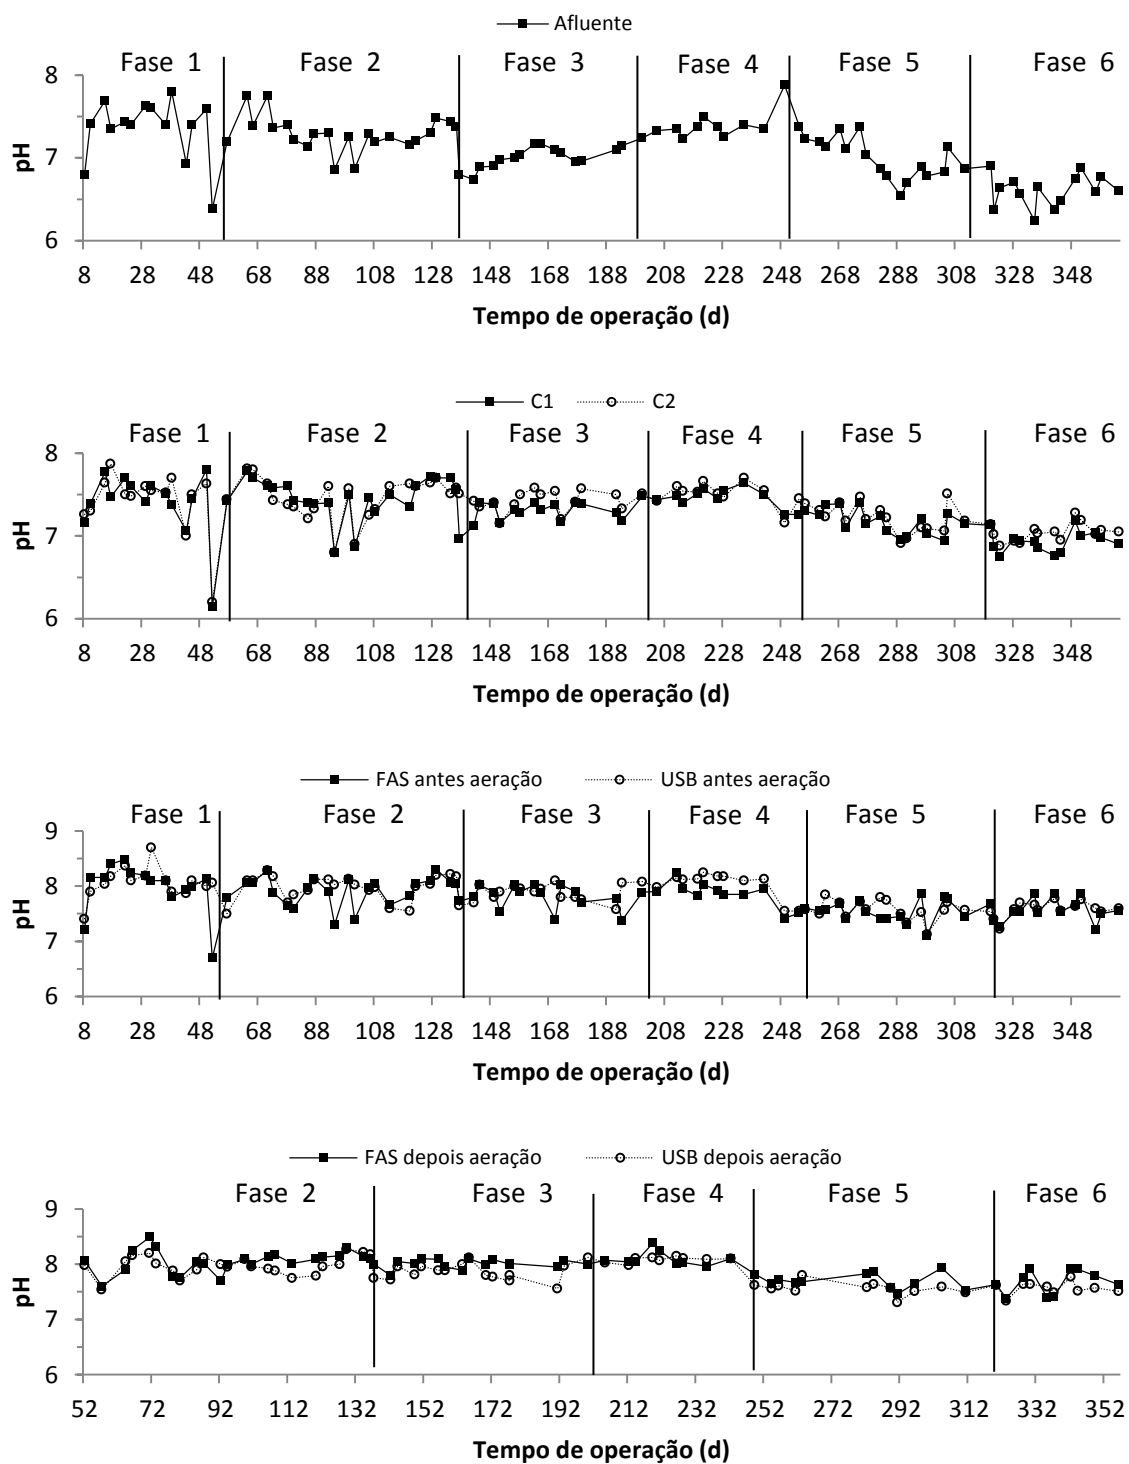 Afluente
Fase 1 Fase 2 Fase 3 Fase 4 Fase 5 Fase 6
8
7
6
pH
8 28 48 68 88 108 128 148 168 188 208 228 248 268 288 308 328 348
Tempo de operação (d)
C1 C2
Fase 1 Fase 2 Fase 3 Fase 4 Fase 5 Fase 6
8
7
6
pH
8 28 48 68 88 108 128 148 168 188 208 228 248 268 288 308 328 348
Tempo de operação (d)
FAS antes aeração USB antes aeração
Fase 1 Fase 2 Fase 3 Fase 4 Fase 5 Fase 6
9
8
7
6
pH
8 28 48 68 88 108 128 148 168 188 208 228 248 268 288 308 328 348
Tempo de operação (d)
FAS depois aeração USB depois aeração
Fase 2 Fase 3 Fase 4 Fase 5 Fase 6
9
8
7
6
pH
52 72 92 112 132 152 172 192 212 232 252 272 292 312 332 352
Tempo de operação (d)